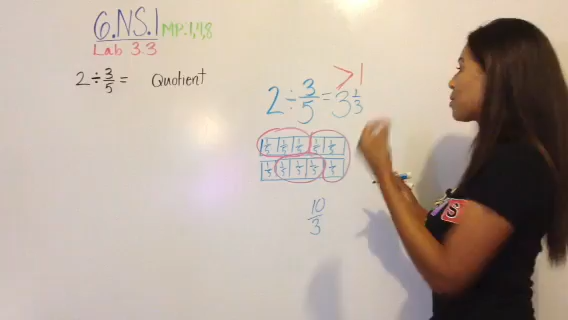 6.NS.1 MP.1,4,8
Lab 3.3
2 ÷ 3/5 = Quotient
>1
2 ÷ 3/5 = 3 1/3
1/5 1/5 1/5 1/5 1/5
1/5 1/5 1/5 1/5 1/5
10/3
S